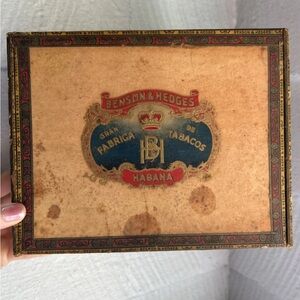 BENSON & HEDGES
GRAN DE
FABRICA TABACOS
BH
HABANA